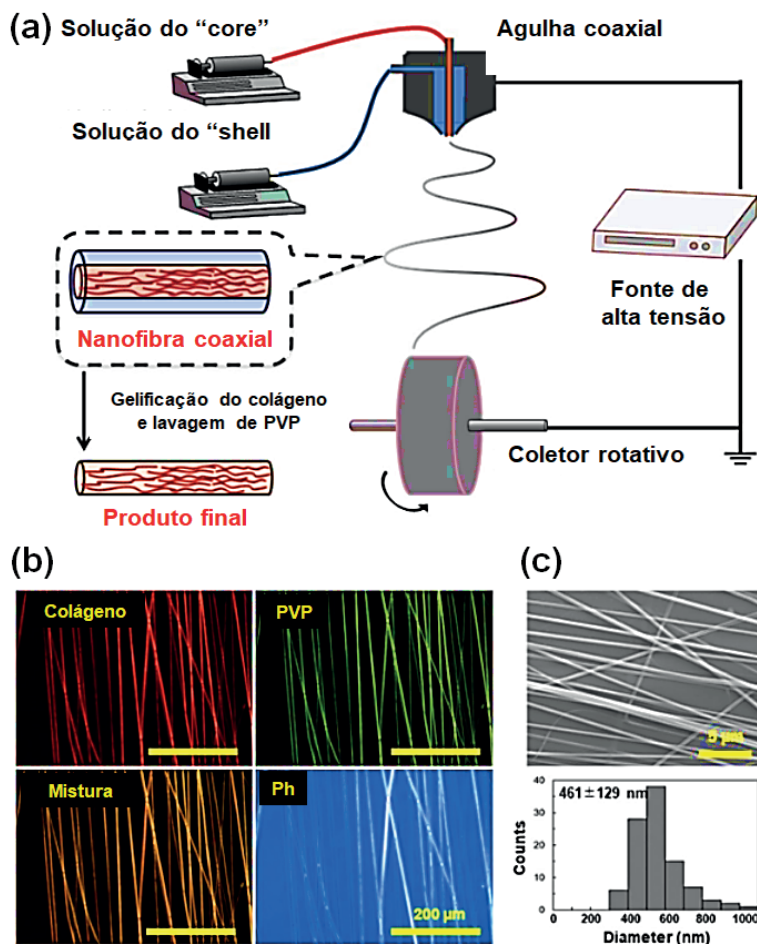 (a)
Solução do “core”
Agulha coaxial
Solução do “shell
Nanofibra coaxial
Fonte de
alta tensão
Gelificação do colágeno
e lavagem de PVP
Coletor rotativo
Produto final
(b)
Colágeno
PVP
Mistura
Ph
200 µm
(c)
5 µm
461±129 nm
Counts
40
30
20
10
0
0 200 400 600 800 1000
Diameter (nm)